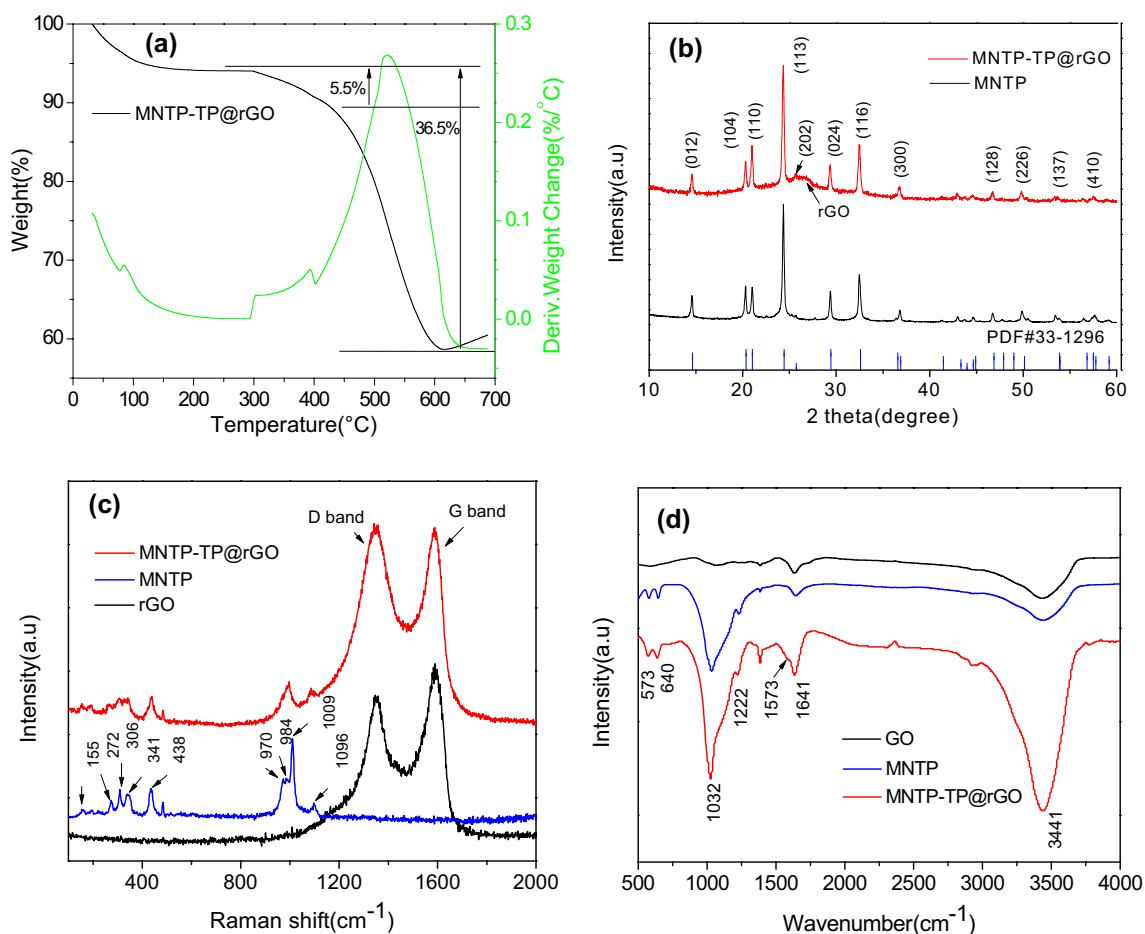 (a)
100
90
80
70
60
Weight(%)
0
100
200
300
400
500
600
700
Temperature(°C)
0.3
0.2
0.1
0.0
Deriv.Weight Change(%/°C)
MNTP-TP@rGO
5.5%
36.5%
(b)
MNTP-TP@rGO
MNTP
(012)
(104)
(110)
(113)
(202)
(024)
(116)
(300)
(128)
(226)
(137)
(410)
rGO
PDF#33-1296
Intensity(a.u)
10
20
30
40
50
60
2 theta(degree)
(c)
D band
G band
MNTP-TP@rGO
MNTP
rGO
155
272
306
341
438
970
984
1009
1096
Intensity(a.u)
400
800
1200
1600
2000
Raman shift(cm-1)
(d)
573
640
1032
1222
1573
1641
3441
GO
MNTP
MNTP-TP@rGO
Intensity(a.u)
500
1000
1500
2000
2500
3000
3500
4000
Wavenumber(cm-1)